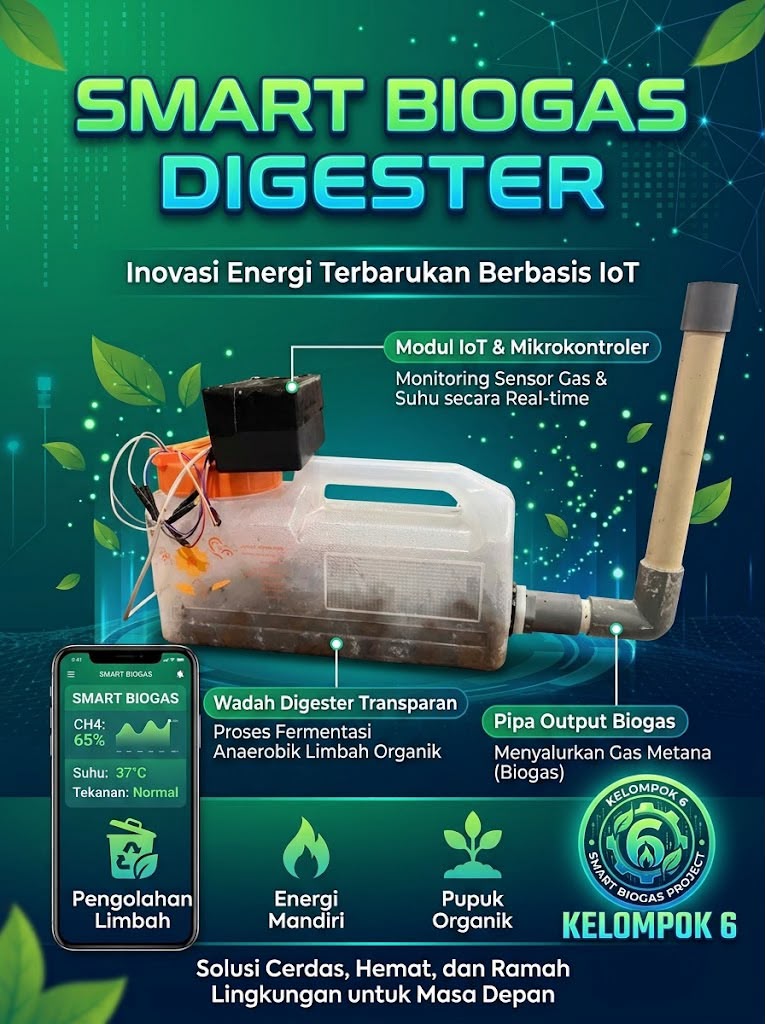 SMART BIOGAS
DIGESTER
Inovasi Energi Terbarukan Berbasis IoT
Modul IoT & Mikrokontroler
Monitoring Sensor Gas &
Suhu secara Real-time
Wadah Digester Transparan
Proses Fermentasi
Anaerobik Limbah Organik
Pipa Output Biogas
Menyalurkan Gas Metana
(Biogas)
SMART BIOGAS
SMART BIOGAS
CH4:
65%
Suhu: 37°C
Tekanan: Normal
Pengolahan
Limbah
Energi
Mandiri
Pupuk
Organik
KELOMPOK 6
6
SMART BIOGAS PROJECT
KELOMPOK 6
Solusi Cerdas, Hemat, dan Ramah
Lingkungan untuk Masa Depan